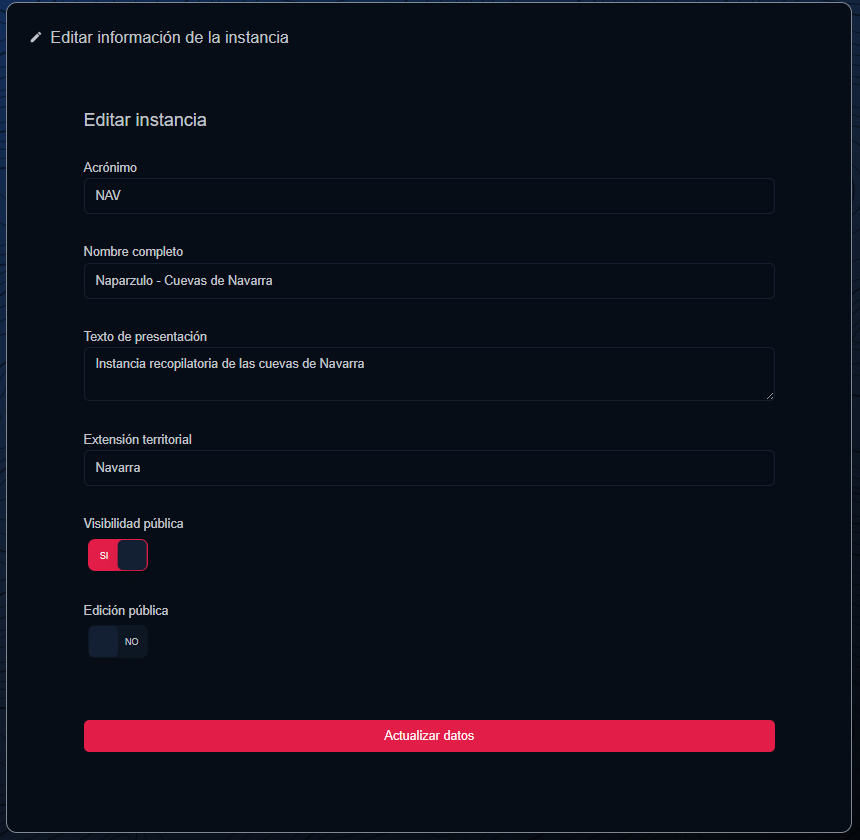 Editar información de la instancia
Editar instancia
Acrónimo
NAV
Nombre completo
Naparzulo - Cuevas de Navarra
Texto de presentación
Instancia recopilatoria de las cuevas de Navarra
Extensión territorial
Navarra
Visibilidad pública
SI
Edición pública
NO
Actualizar datos